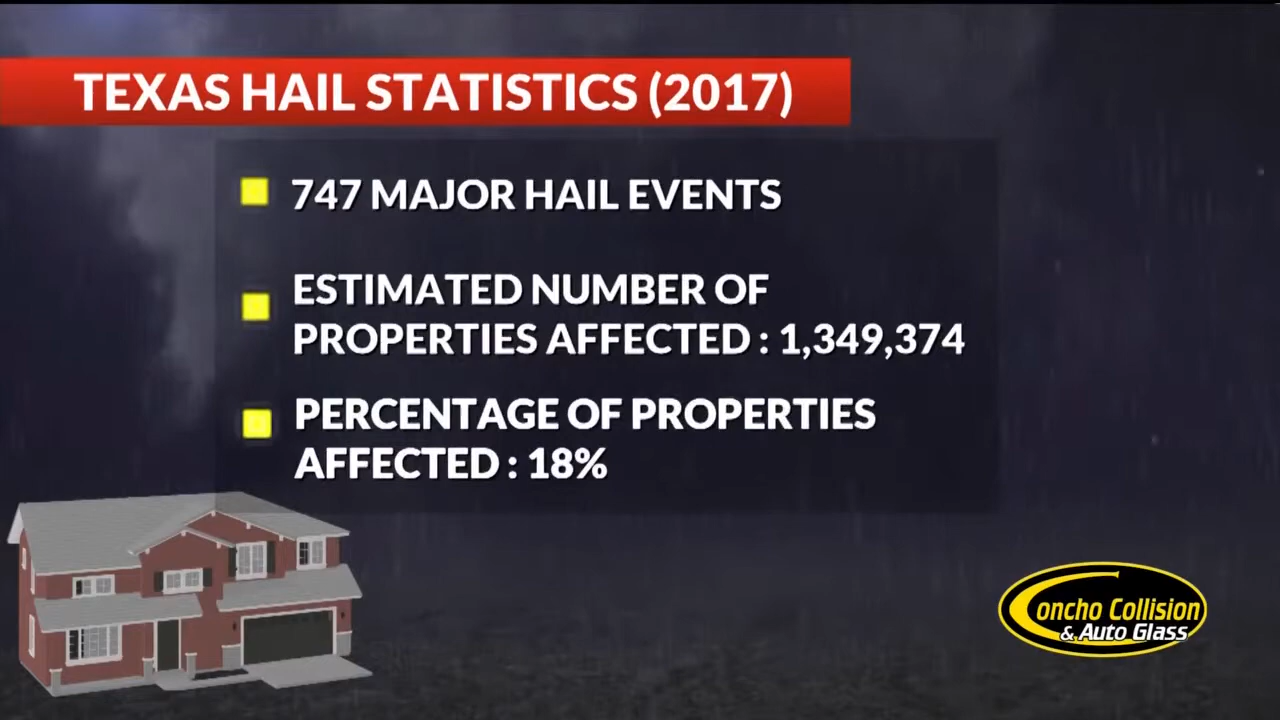 TEXAS HAIL STATISTICS (2017)
747 MAJOR HAIL EVENTS
ESTIMATED NUMBER OF
PROPERTIES AFFECTED : 1,349,374
PERCENTAGE OF PROPERTIES
AFFECTED : 18%
Concho Collision
& Auto Glass